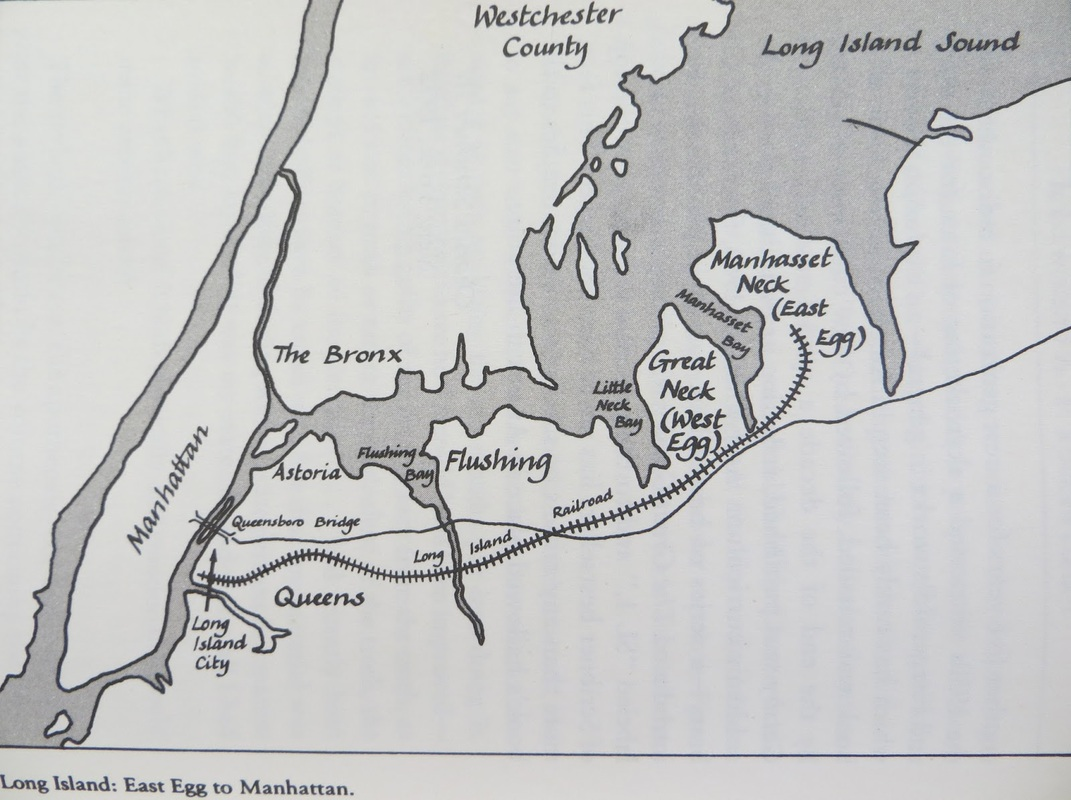 Westchester
County
Long Island Sound
Manhasset
Neck
(East
Egg)
Manhasset
Bay
The Bronx
Great
Neck
(West
Egg)
Little
Neck
Bay
Manhattan
Astoria
Flushing
Bay
Flushing
Queensboro Bridge
Long Island Railroad
Queens
Long
Island
City
Long Island: East Egg to Manhattan.